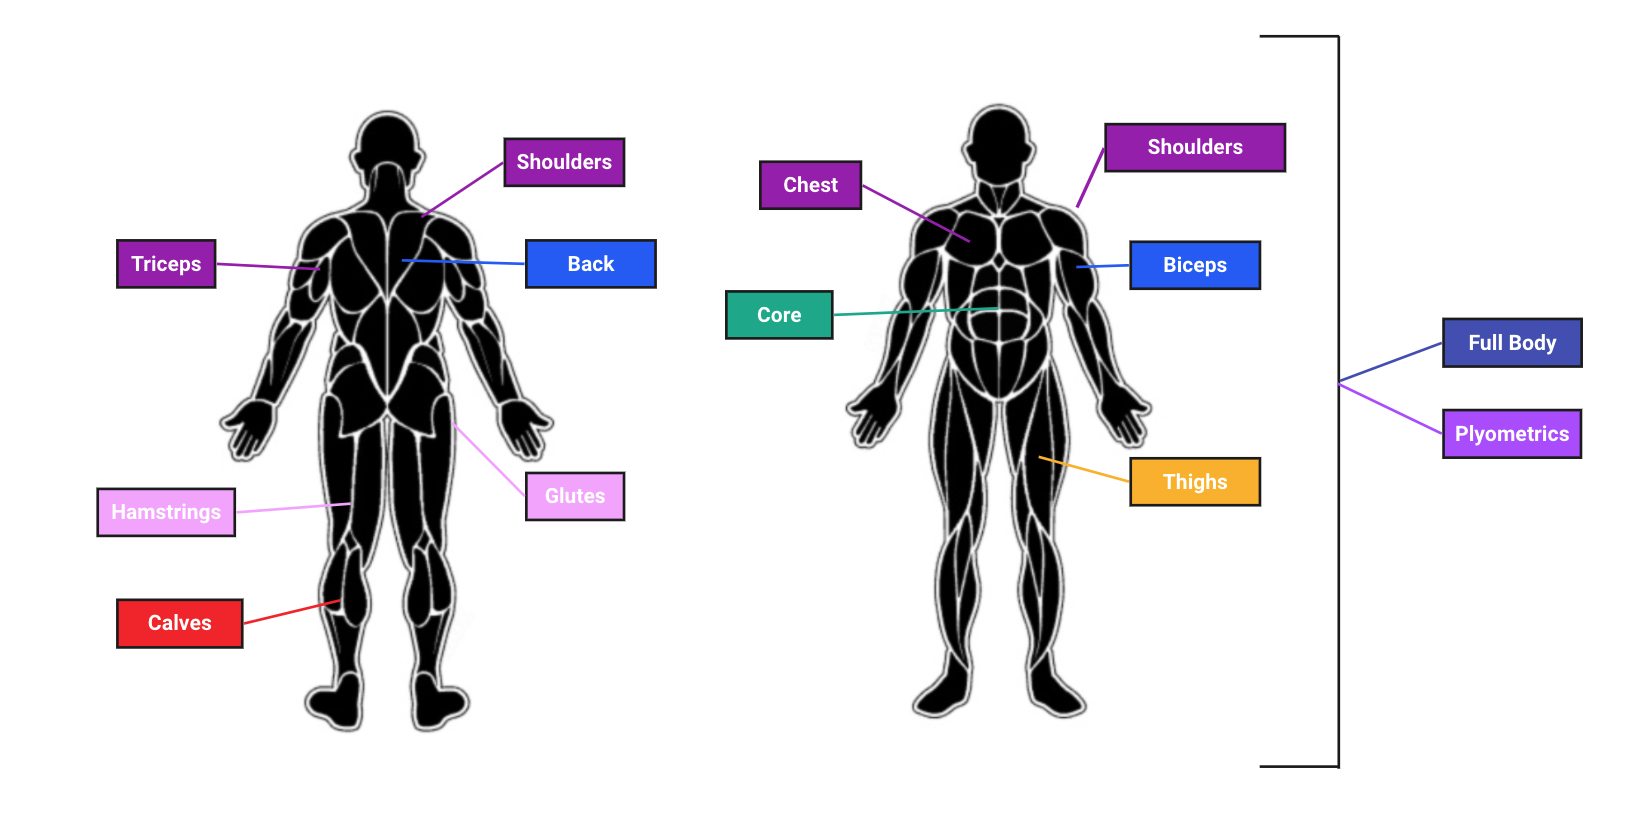 Shoulders
Triceps
Back
Hamstrings
Glutes
Calves
Shoulders
Chest
Biceps
Core
Thighs
Full Body
Plyometrics